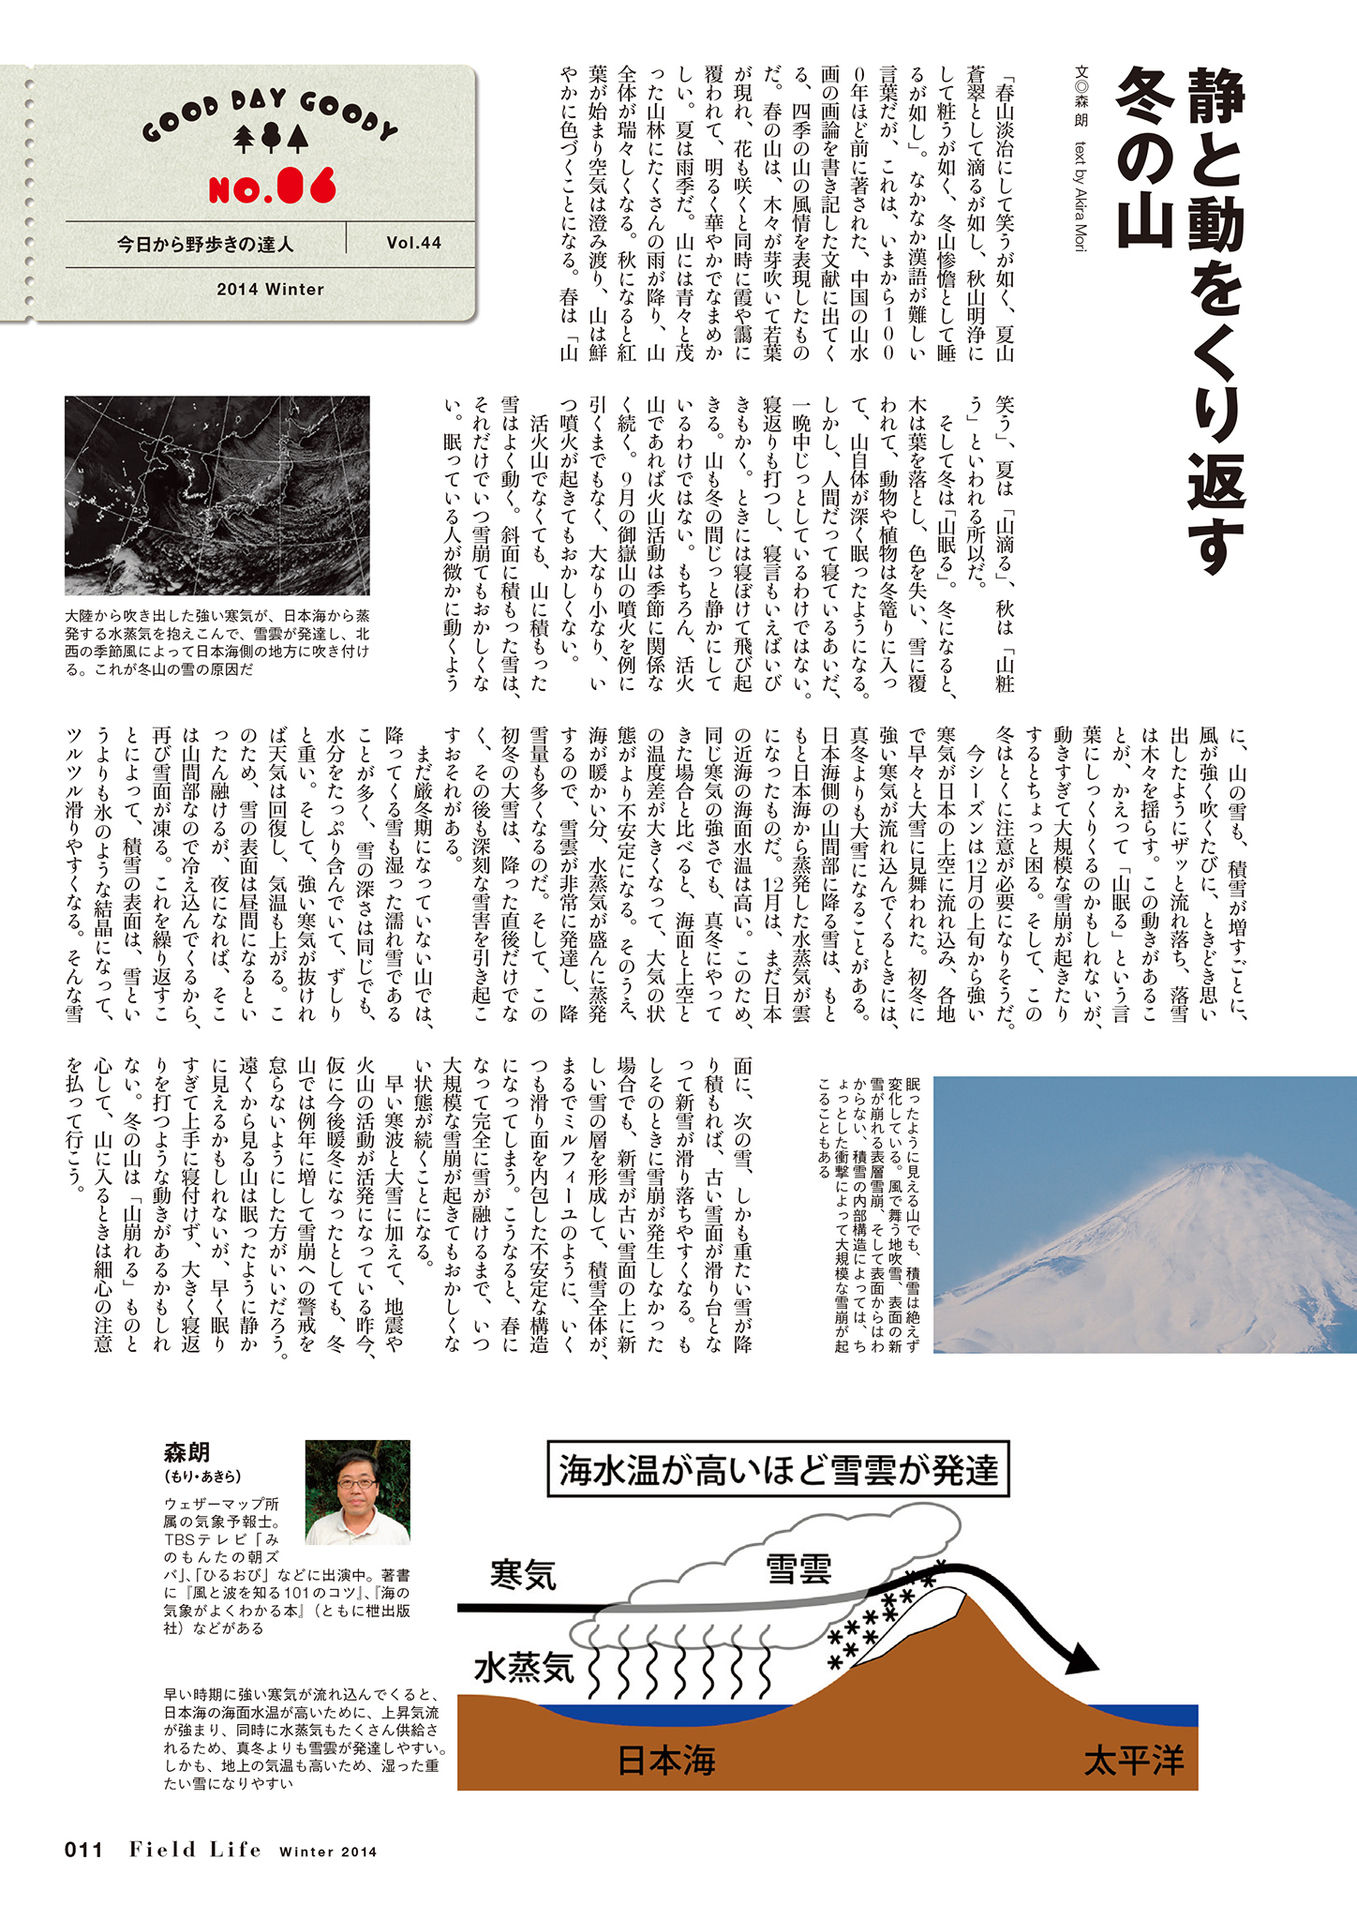 静と動をくり返す
冬の山
文◎森 朗 text by Akira Mori
GOOD DAY GOODY
NO.06
今日から野歩きの達人
Vol.44
2014 Winter
「春山淡冶にして笑うが如く、夏山
蒼翠として滴るが如し、秋山明浄に
して粧うが如く、冬山惨憺として睡
るが如し」。なかなか漢語が難しい
言葉だが、これは、いまから100
0年ほど前に著された、中国の山水
画の画論を書き記した文献に出てく
る、四季の山の風情を表現したもの
だ。春の山は、木々が芽吹いて若葉
が現れ、花も咲くと同時に霞や靄に
覆われて、明るく華やかでなまめか
しい。夏は雨季だ。山には青々と茂
った山林にたくさんの雨が降り、山
全体が瑞々しくなる。秋になると紅
葉が始まり空気は澄み渡り、山は鮮
やかに色づくことになる。春は「山
笑う」、夏は「山滴る」、秋は「山粧
う」といわれる所以だ。
そして冬は「山眠る」。冬になると、
木は葉を落とし、色を失い、雪に覆
われて、動物や植物は冬篭りに入っ
て、山自体が深く眠ったようになる。
しかし、人間だって寝ているあいだ、
一晩中じっとしているわけではない。
寝返りも打つし、寝言もいえばいび
きもかく。ときには寝ぼけて飛び起
きる。山も冬の間じっと静かにして
いるわけではない。もちろん、活火
山であれば火山活動は季節に関係な
く続く。9月の御嶽山の噴火を例に
引くまでもなく、大なり小なり、い
つ噴火が起きてもおかしくない。
活火山でなくても、山に積もった
雪はよく動く。斜面に積もった雪は、
それだけでいつ雪崩てもおかしくな
い。眠っている人が微かに動くよう
大陸から吹き出した強い寒気が、日本海から蒸
発する水蒸気を抱えこんで、雪雲が発達し、北
西の季節風によって日本海側の地方に吹き付け
る。これが冬山の雪の原因だ
に、山の雪も、積雪が増すごとに、
風が強く吹くたびに、ときどき思い
出したようにザッと流れ落ち、落雪
は木々を揺らす。この動きがあるこ
とが、かえって「山眠る」という言
葉にしっくりくるのかもしれないが、
動きすぎて大規模な雪崩が起きたり
するとちょっと困る。そして、この
冬はとくに注意が必要になりそうだ。
今シーズンは12月の上旬から強い
寒気が日本の上空に流れ込み、各地
で早々と大雪に見舞われた。初冬に
強い寒気が流れ込んでくるときには、
真冬よりも大雪になることがある。
日本海側の山間部に降る雪は、もと
もと日本海から蒸発した水蒸気が雲
になったものだ。12月は、まだ日本
の近海の海面水温は高い。このため、
同じ寒気の強さでも、真冬にやって
きた場合と比べると、海面と上空と
の温度差が大きくなって、大気の状
態がより不安定になる。そのうえ、
海が暖かい分、水蒸気が盛んに蒸発
するので、雪雲が非常に発達し、降
雪量も多くなるのだ。そして、この
初冬の大雪は、降った直後だけでな
く、その後も深刻な雪害を引き起こ
すおそれがある。
まだ厳冬期になっていない山では、
降ってくる雪も湿った濡れ雪である
ことが多く、雪の深さは同じでも、
水分をたっぷり含んでいて、ずしり
と重い。そして、強い寒気が抜けれ
ば天気は回復し、気温も上がる。こ
のため、雪の表面は昼間になるとい
ったん融けるが、夜になれば、そこ
は山間部なので冷え込んでくるから、
再び雪面が凍る。これを繰り返すこ
とによって、積雪の表面は、雪とい
うよりも氷のような結晶になって、
ツルツル滑りやすくなる。そんな雪
面に、次の雪、しかも重たい雪が降
り積もれば、古い雪面が滑り台とな
って新雪が滑り落ちやすくなる。も
しそのときに雪崩が発生しなかった
場合でも、新雪が古い雪面の上に新
しい雪の層を形成して、積雪全体が、
まるでミルフィーユのように、いく
つも滑り面を内包した不安定な構造
になってしまう。こうなると、春に
なって完全に雪が融けるまで、いつ
大規模な雪崩が起きてもおかしくな
い状態が続くことになる。
早い寒波と大雪に加えて、地震や
火山の活動が活発になっている昨今、
仮に今後暖冬になったとしても、冬
山では例年に増して雪崩への警戒を
怠らないようにした方がいいだろう。
遠くから見る山は眠ったように静か
に見えるかもしれないが、早く眠り
すぎて上手に寝付けず、大きく寝返
りを打つような動きがあるかもしれ
ない。冬の山は「山崩れる」ものと
心して、山に入るときは細心の注意
を払って行こう。
眠ったように見える山でも、積雪は絶えず
変化している。風で舞う地吹雪、表面の新
雪が崩れる表層雪崩、そして表面からはわ
からない、積雪の内部構造によっては、ち
ょっとした衝撃によって大規模な雪崩が起
こることもある
森朗
（もり・あきら）
ウェザーマップ所
属の気象予報士。
TBSテレビ「み
のもんたの朝ズ
バ」、「ひるおび」などに出演中。著書
に『風と波を知る101のコツ』、『海の
気象がよくわかる本』（ともに枻出版
社）などがある
早い時期に強い寒気が流れ込んでくると、
日本海の海面水温が高いために、上昇気流
が強まり、同時に水蒸気もたくさん供給さ
れるため、真冬よりも雪雲が発達しやすい。
しかも、地上の気温も高いため、湿った重
たい雪になりやすい
海水温が高いほど雪雲が発達
寒気
雪雲
水蒸気
日本海
太平洋
011 Field Life Winter 2014